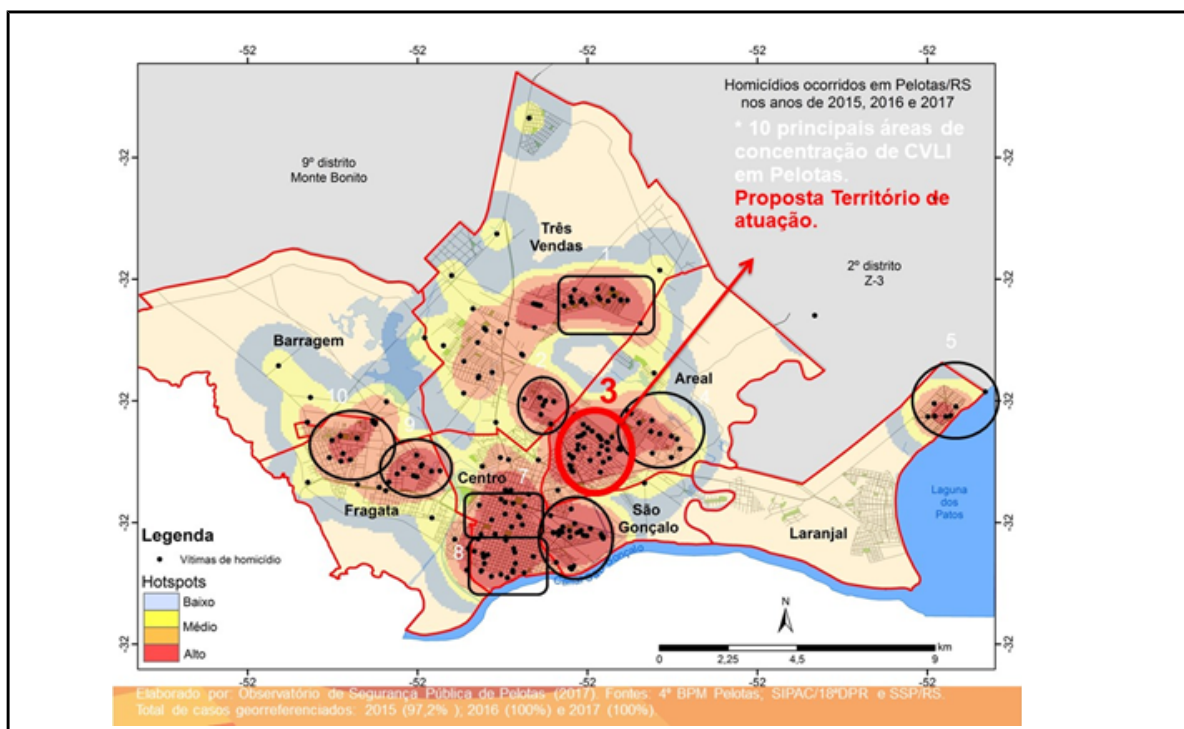 -52
-52
-52
-52
-52
Homicídios ocorridos em Pelotas/RS
nos anos de 2015, 2016 e 2017
* 10 principais áreas de
concentração de CVLI
em Pelotas.
Proposta Território de
atuação.
-32
-32
9º distrito
Monte Bonito
Três
Vendas
2º distrito
Z-3
-32
-32
1
Barragem
2
3
Areal
4
5
-32
-32
10
9
Centro
7
Fragata
São
Gonçalo
Laranjal
Laguna
dos
Patos
-32
-32
8
Legenda
Vítimas de homicídio
Hotspots
Baixo
Médio
Alto
N
km
0
2,25
4,5
9
-32
-32
-52
-52
-52
-52
-52
Elaborado por: Observatório de Segurança Pública de Pelotas (2017). Fontes: 4º BPM Pelotas, SIPAC/18ªDPR e SSP/RS.
Total de casos georreferenciados: 2015 (97,2% ); 2016 (100%) e 2017 (100%).